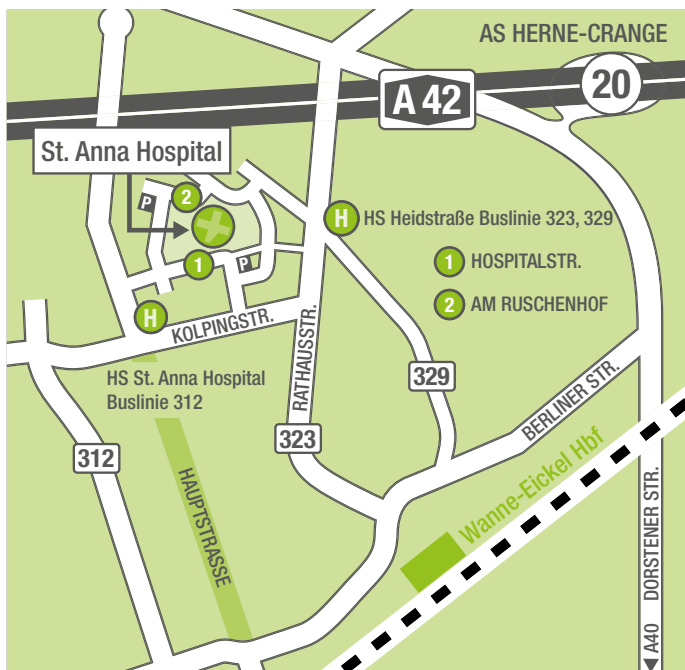 AS HERNE-CRANGE
20
A 42
St. Anna Hospital
P
2
H
HS Heidstraße Buslinie 323, 329
1
P
1 HOSPITALSTR.
2 AM RUSCHENHOF
H
KOLPINGSTR.
RATHAUSSTR.
HS St. Anna Hospital
Buslinie 312
329
BERLINER STR.
323
312
HAUPTSTRASSE
Wanne-Eickel Hbf
A40 DORSTENER STR.